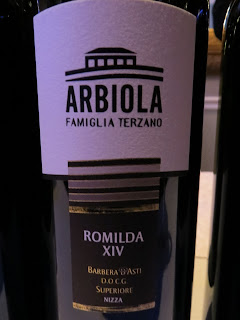 ARBIOLA
FAMIGLIA TERZANO
ROMILDA
XIV
BARBERA D'ASTI
D.O.C.G.
SUPERIORE
NIZZA